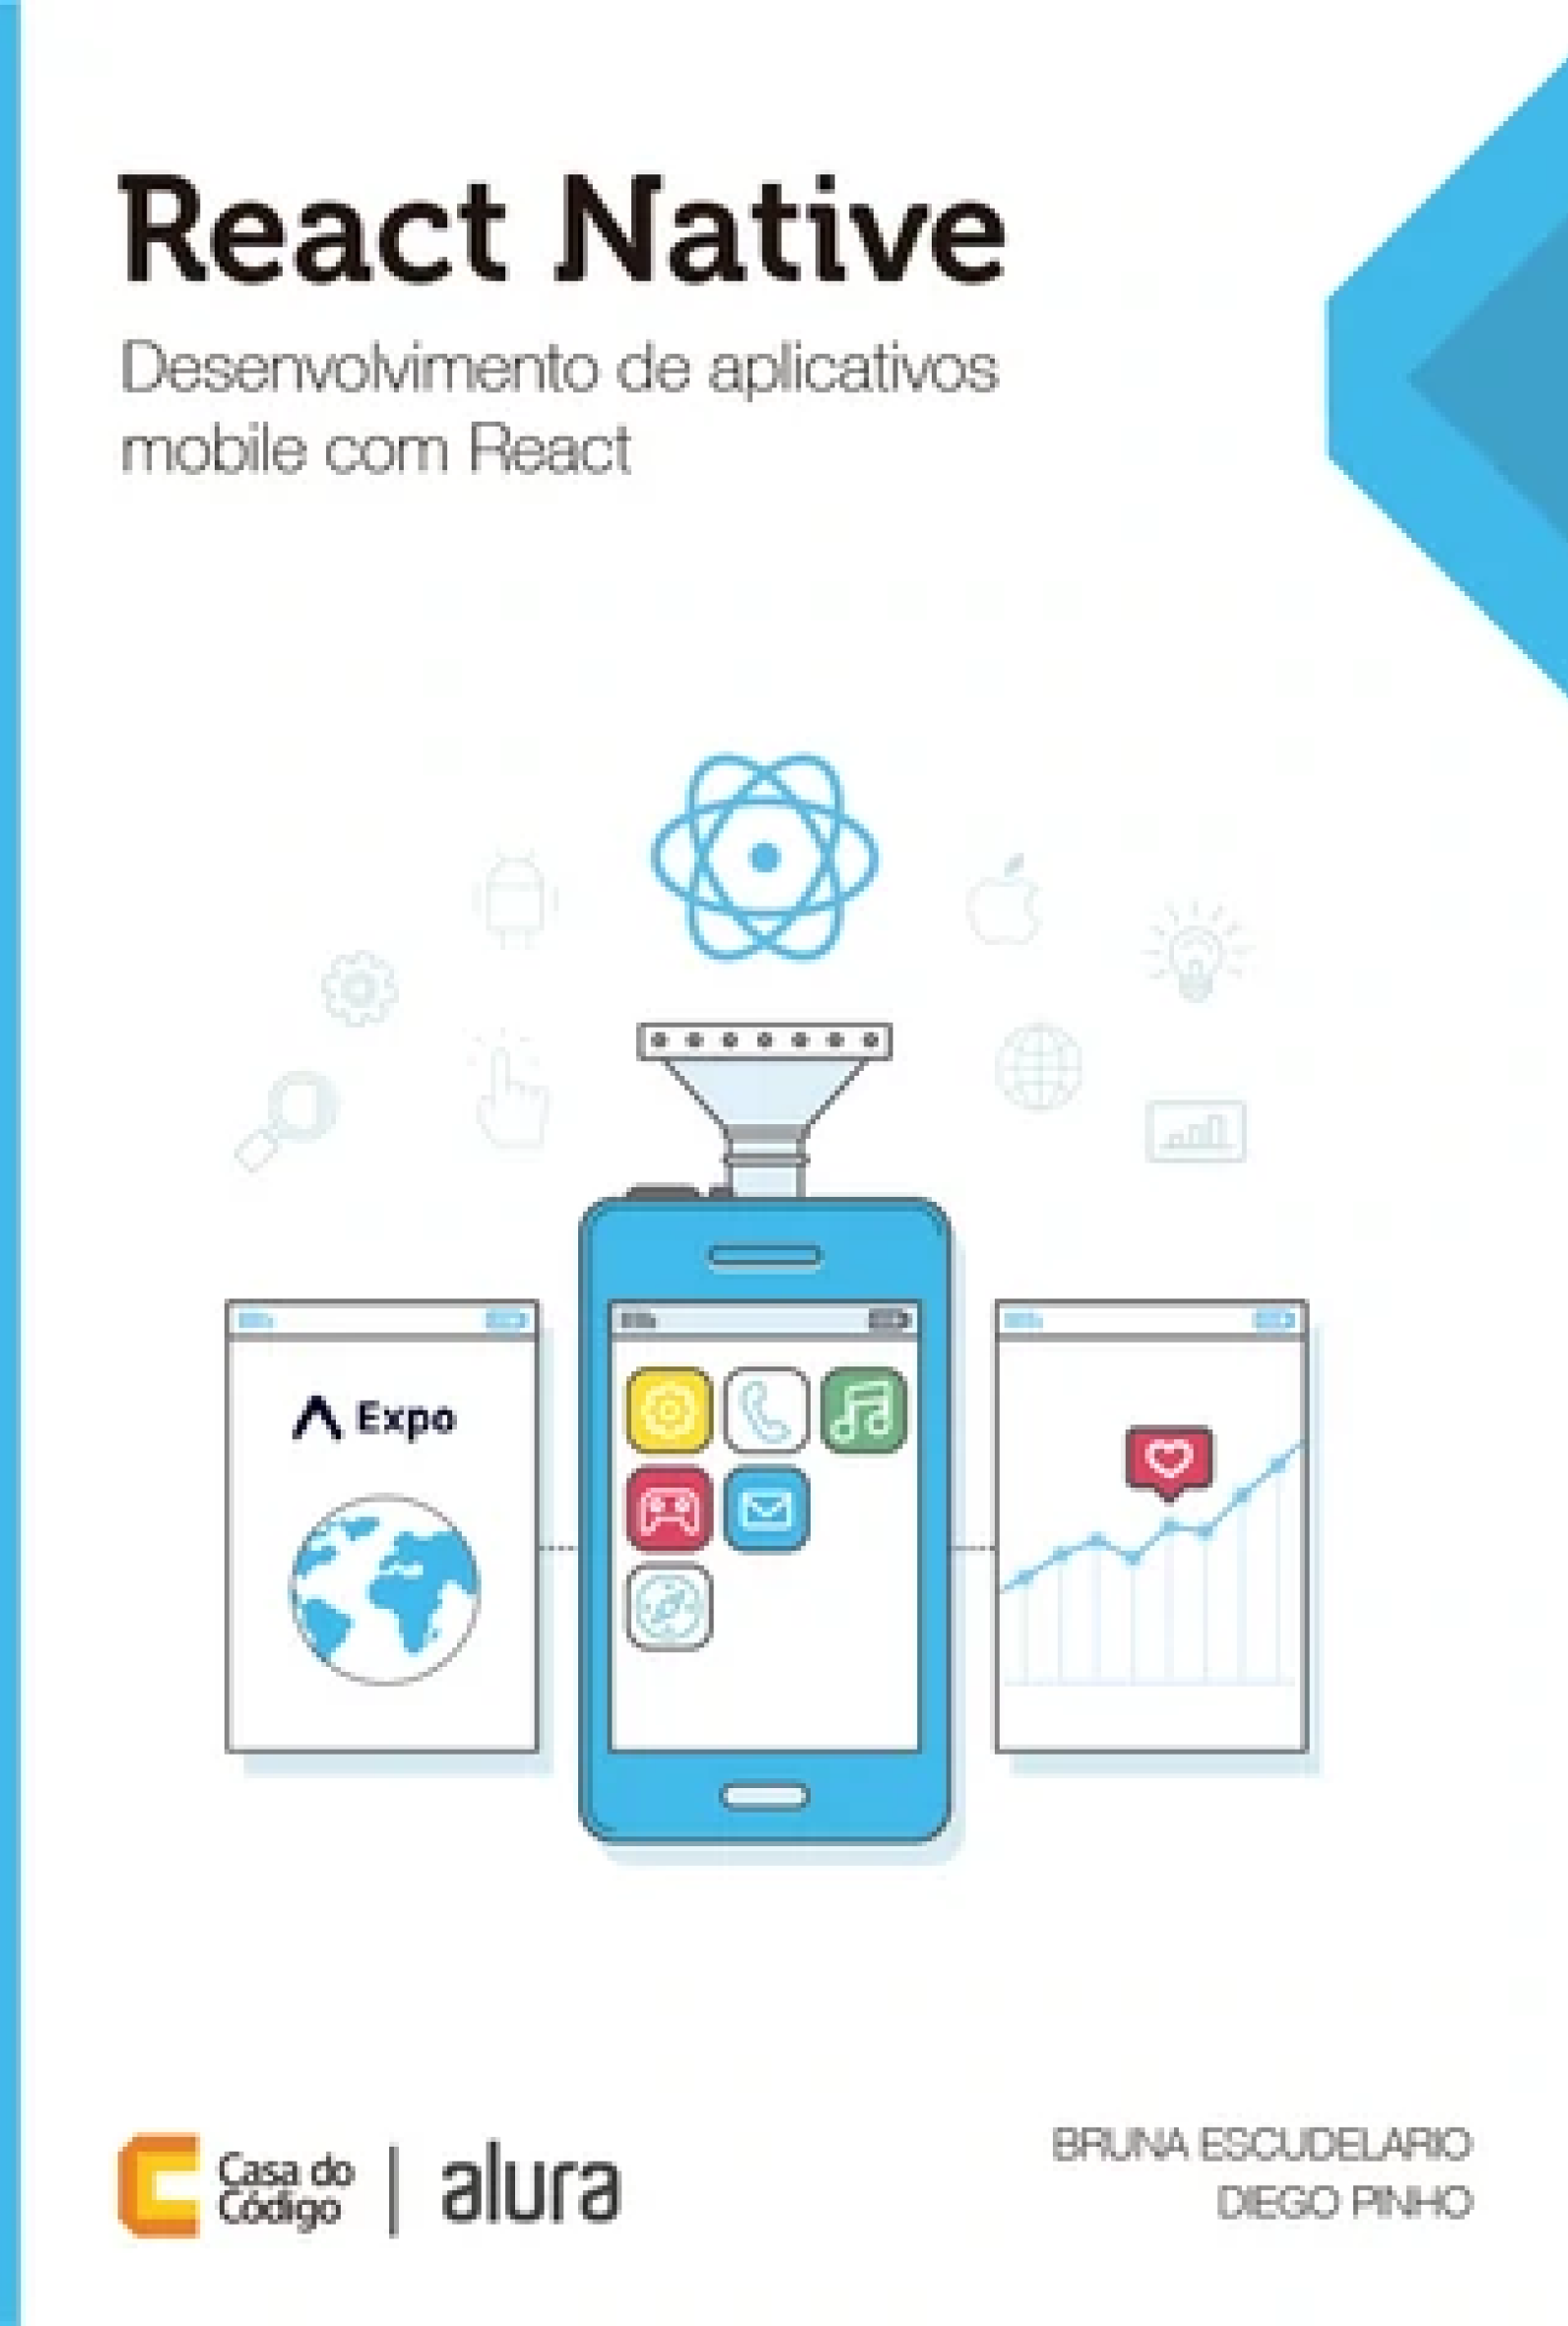 React Native
Desenvolvimento de aplicativos
mobile com React
Expo
Casa do
Código
alura
BRUNA ESCUDELARIO
DIEGO PINHO